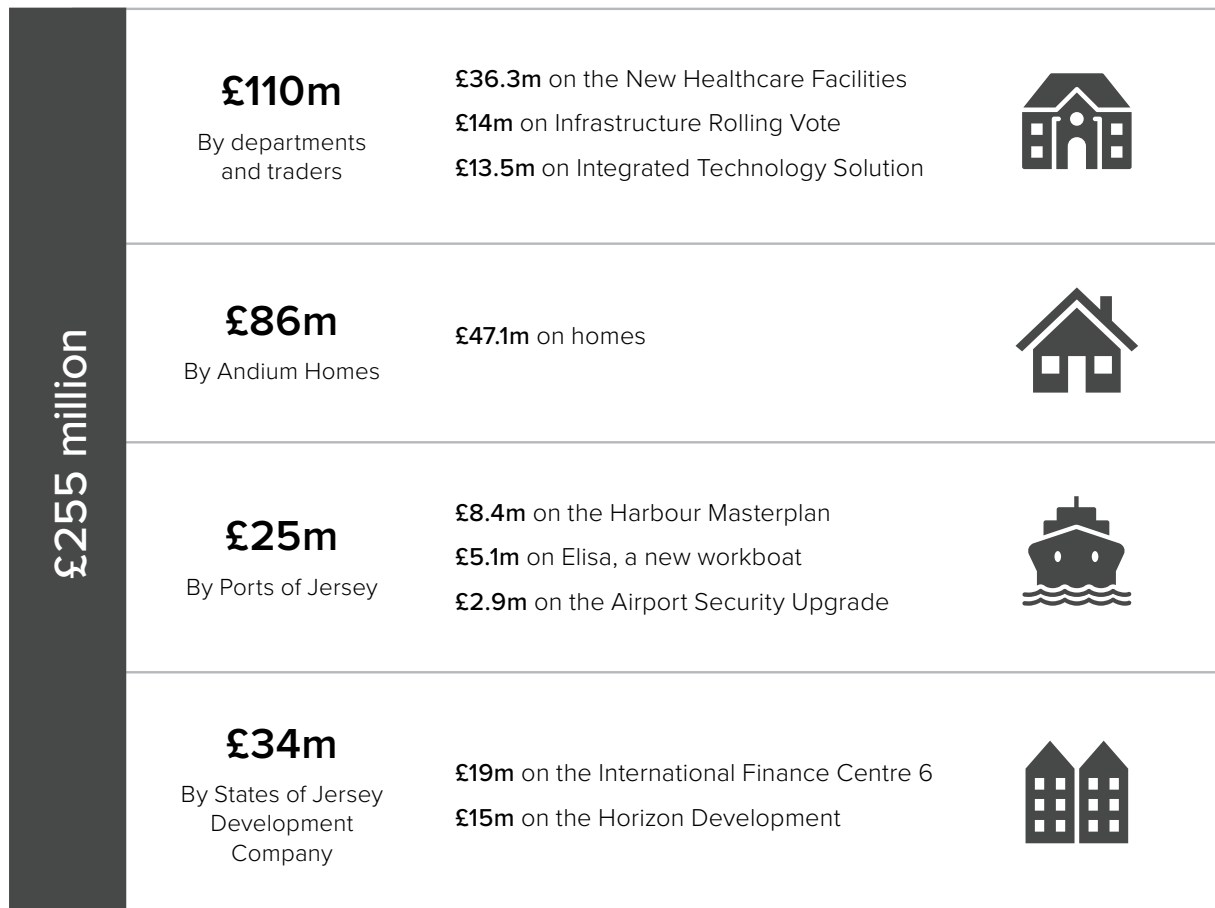 £255 million
£110m
By departments
and traders
£36.3m on the New Healthcare Facilities
£14m on Infrastructure Rolling Vote
£13.5m on Integrated Technology Solution
£86m
By Andium Homes
£47.1m on homes
£25m
By Ports of Jersey
£8.4m on the Harbour Masterplan
£5.1m on Elisa, a new workboat
£2.9m on the Airport Security Upgrade
£34m
By States of Jersey
Development
Company
£19m on the International Finance Centre 6
£15m on the Horizon Development